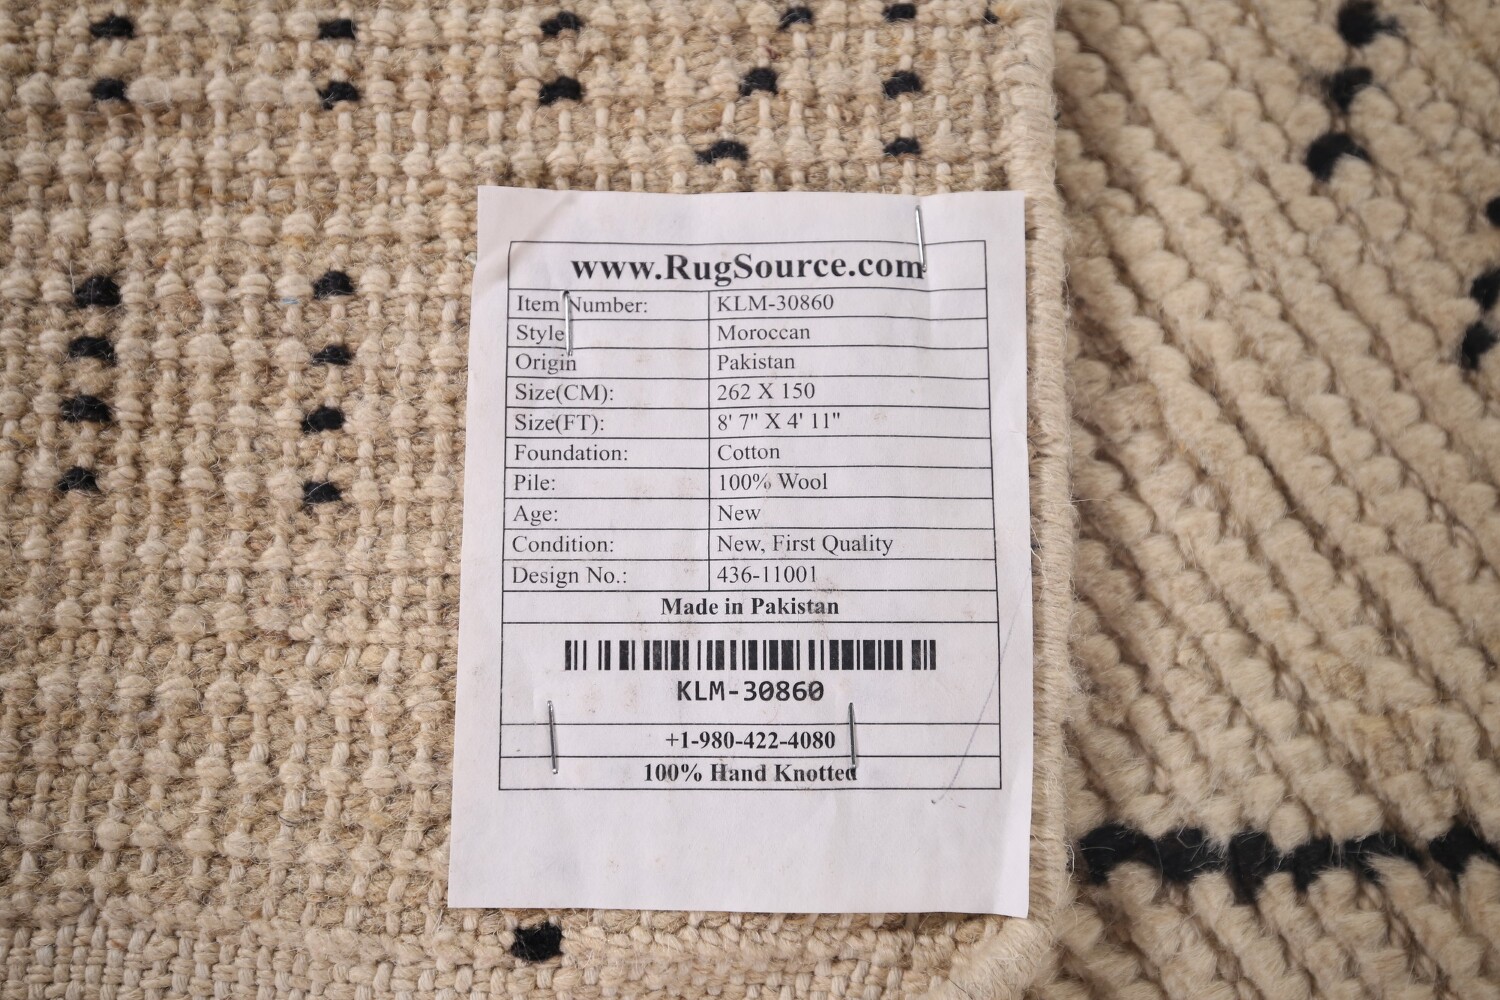 www.RugSource.com
Item Number: KLM-30860
Style Moroccan
Origin Pakistan
Size(CM): 262 X 150
Size(FT): 8' 7" X 4' 11"
Foundation: Cotton
Pile: 100% Wool
Age: New
Condition: New, First Quality
Design No.: 436-11001
Made in Pakistan
KLM-30860
+1-980-422-4080
100% Hand Knotted